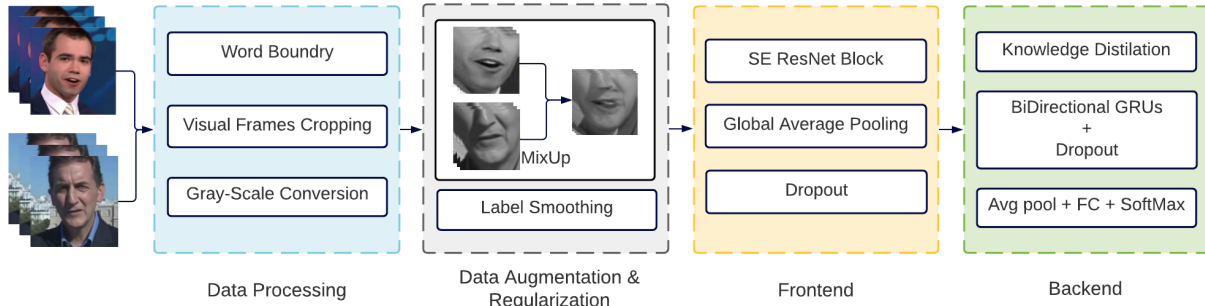 Word Boundry
Visual Frames Cropping
Gray-Scale Conversion
Data Processing
MixUp
Label Smoothing
Data Augmentation &
Regularization
SE ResNet Block
Global Average Pooling
Dropout
Frontend
Knowledge Distilation
BiDirectional GRUs
+
Dropout
Avg pool + FC + SoftMax
Backend